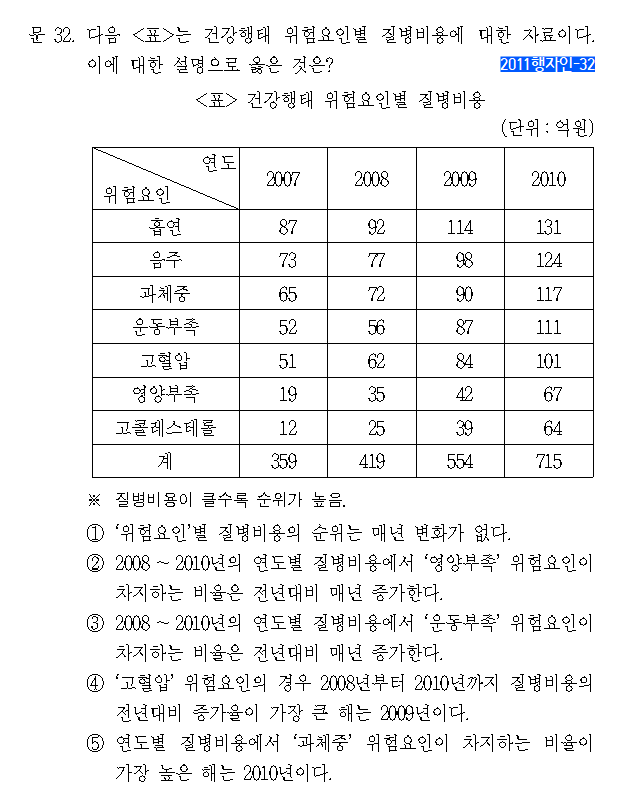 문 32. 다음 <표>는 건강행태 위험요인별 질병비용에 대한 자료이다.
이에 대한 설명으로 옳은 것은?
2011행자인-32
<표> 건강행태 위험요인별 질병비용
(단위 : 억원)
연도
위험요인
2007 2008 2009 2010
흡연 87 92 114 131
음주 73 77 98 124
과체중 65 72 90 117
운동부족 52 56 87 111
고혈압 51 62 84 101
영양부족 19 35 42 67
고콜레스테롤 12 25 39 64
계 359 419 554 715
※ 질병비용이 클수록 순위가 높음.
① ‘위험요인’별 질병비용의 순위는 매년 변화가 없다.
② 2008 ~ 2010년의 연도별 질병비용에서 ‘영양부족’ 위험요인이
차지하는 비율은 전년대비 매년 증가한다.
③ 2008 ~ 2010년의 연도별 질병비용에서 ‘운동부족’ 위험요인이
차지하는 비율은 전년대비 매년 증가한다.
④ ‘고혈압’ 위험요인의 경우 2008년부터 2010년까지 질병비용의
전년대비 증가율이 가장 큰 해는 2009년이다.
⑤ 연도별 질병비용에서 ‘과체중’ 위험요인이 차지하는 비율이
가장 높은 해는 2010년이다.